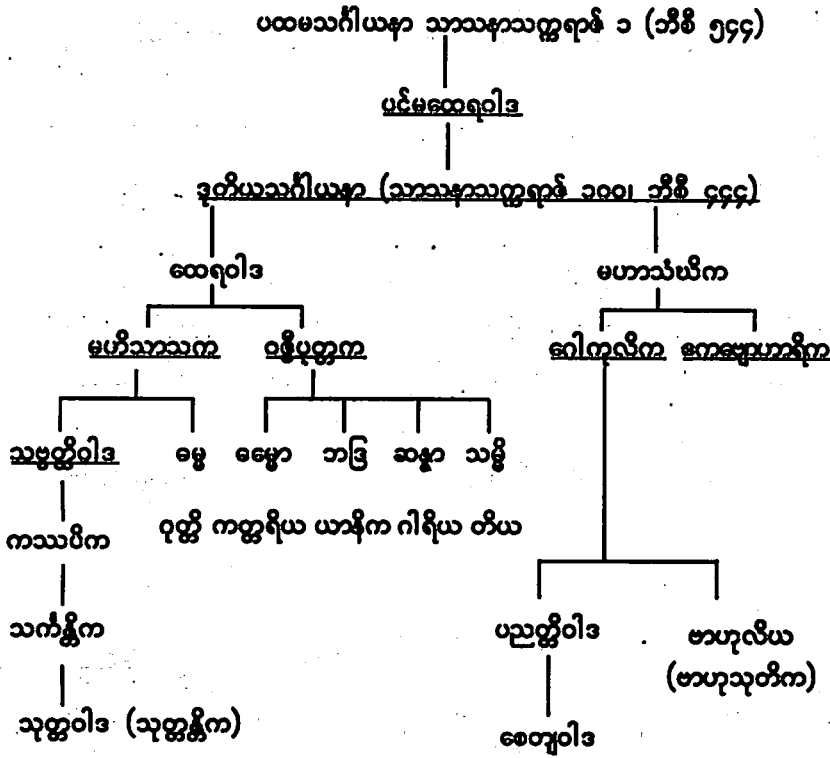 ပထမသင်္ဂါယနာ သာသနာသက္ကရာဇ် ၁ (ဘီစီ ၅၄၄)
ပင်မထေရဝါဒ
ဒုတိယသင်္ဂါယနာ (သာသနာသက္ကရာဇ် ၁၀၀၊ ဘီစီ ၄၄၄)
ထေရဝါဒ မဟာသံဃိက
မဟိသာသက ဝဇ္ဇီပုတ္တက ဂေါကုလိက ဧကဗျောဟာရိက
သဗ္ဗတ္ထိဝါဒ ဓမ္မ ဓမ္မော ဘဒြ ဆန္နာ သမ္မိ
ဝုတ္တိ ကတ္တရိယ ယာနိက ဂါရိယ တိယ
ကဿပိက
သင်္ကန္တိက ပညတ္တိဝါဒ ဗာဟုလိယ
(ဗာဟုသုတိက)
သုတ္တဝါဒ (သုတ္တန္တိက) စေတျဝါဒ